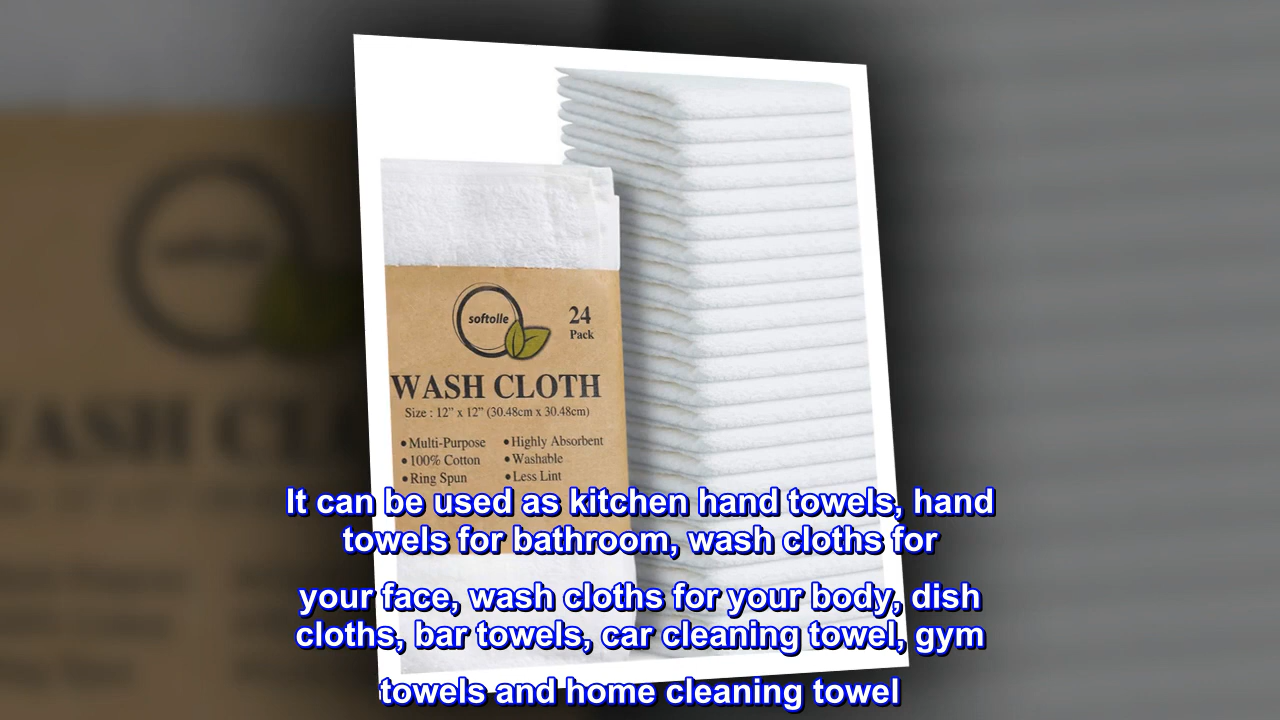 softolle
24
Pack
WASH CLOTH
Size : 12" x 12" (30.48cm x 30.48cm)
•Multi-Purpose
•100% Cotton
•Ring Spun
•Highly Absorbent
•Washable
•Less Lint
It can be used as kitchen hand towels, hand
towels for bathroom, wash cloths for
your face, wash cloths for your body, dish
cloths, bar towels, car cleaning towel, gym
towels and home cleaning towel